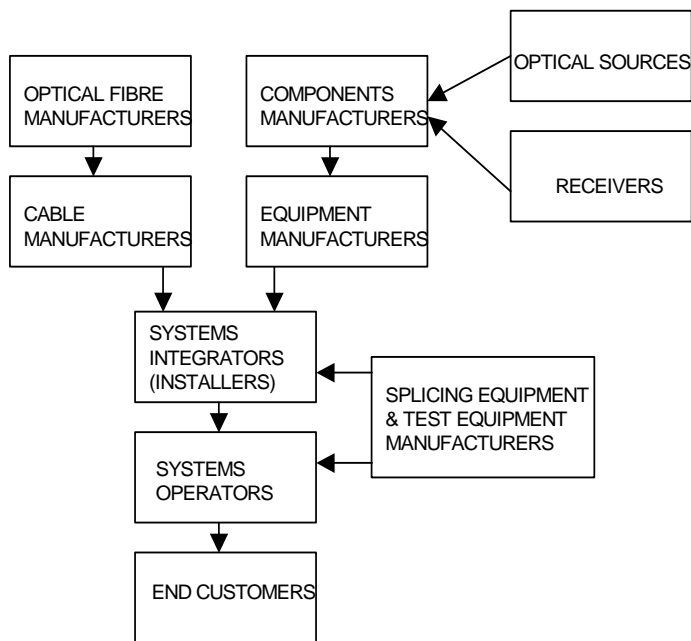 OPTICAL SOURCES
OPTICAL FIBRE
MANUFACTURERS
COMPONENTS
MANUFACTURERS
RECEIVERS
CABLE
MANUFACTURERS
EQUIPMENT
MANUFACTURERS
SYSTEMS
INTEGRATORS
(INSTALLERS)
SPLICING EQUIPMENT
& TEST EQUIPMENT
MANUFACTURERS
SYSTEMS
OPERATORS
END CUSTOMERS